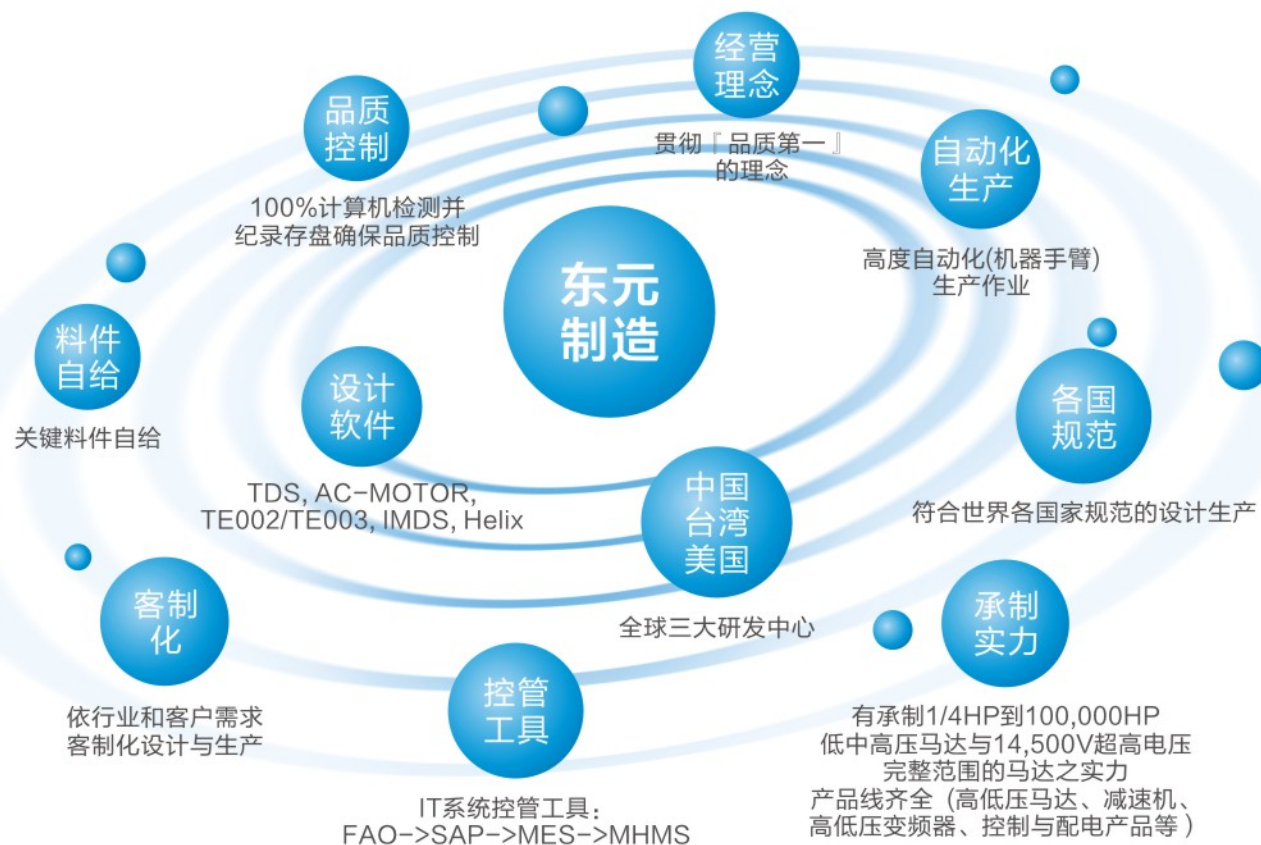 经营
理念
贯彻『品质第一』
的理念
品质
控制
100%计算机检测并
纪录存盘确保品质控制
自动化
生产
高度自动化(机器手臂)
生产作业
东元
制造
料件
自给
关键料件自给
设计
软件
TDS, AC-MOTOR,
TE002/TE003, IMDS, Helix
各国
规范
符合世界各国家规范的设计生产
中国
台湾
美国
全球三大研发中心
客制
化
依行业和客户需求
客制化设计与生产
控管
工具
IT系统控管工具:
FAO->SAP->MES->MHMS
承制
实力
有承制1/4HP到100,000HP
低中高压马达与14,500V超高电压
完整范围的马达之实力
产品线齐全 (高低压马达、减速机、
高低压变频器、控制与配电产品等 )